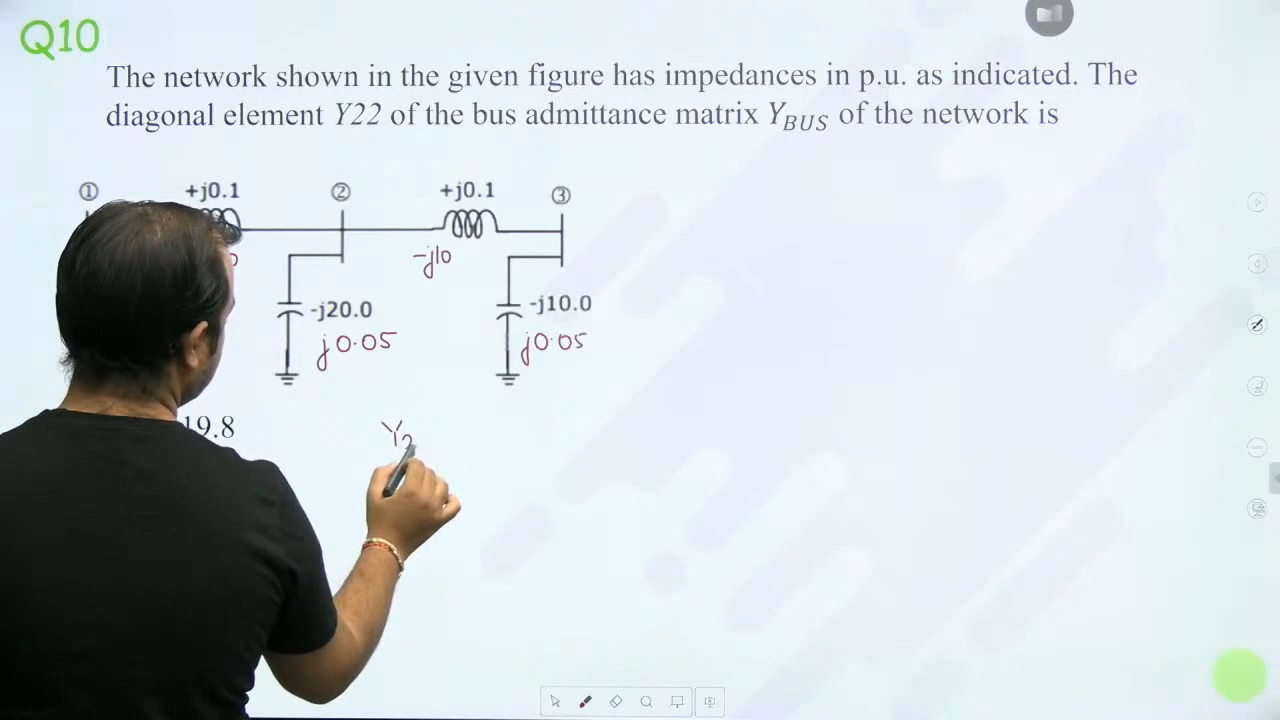 Q10
The network shown in the given figure has impedances in p.u. as indicated. The
diagonal element Y22 of the bus admittance matrix Y_BUS of the network is
① +j0.1 ② +j0.1 ③
-j10
-j20.0 -j10.0
j0.05 j0.05
19.8
Y2